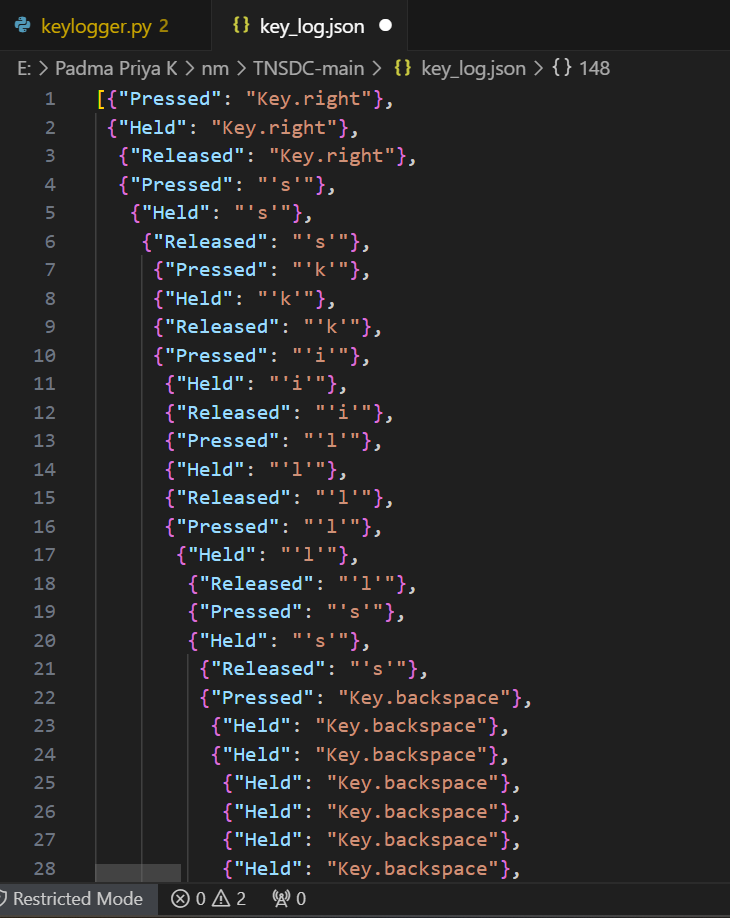 keylogger.py 2 {} key_log.json
E: > Padma Priya K > nm > TNSDC-main > {} key_log.json > {} 148
1 [{"Pressed": "Key.right"},
2 {"Held": "Key.right"},
3 {"Released": "Key.right"},
4 {"Pressed": "'s'"},
5 {"Held": "'s'"},
6 {"Released": "'s'"},
7 {"Pressed": "'k'"},
8 {"Held": "'k'"},
9 {"Released": "'k'"},
10 {"Pressed": "'i'"},
11 {"Held": "'i'"},
12 {"Released": "'i'"},
13 {"Pressed": "'l'"},
14 {"Held": "'l'"},
15 {"Released": "'l'"},
16 {"Pressed": "'l'"},
17 {"Held": "'l'"},
18 {"Released": "'l'"},
19 {"Pressed": "'s'"},
20 {"Held": "'s'"},
21 {"Released": "'s'"},
22 {"Pressed": "Key.backspace"},
23 {"Held": "Key.backspace"},
24 {"Held": "Key.backspace"},
25 {"Held": "Key.backspace"},
26 {"Held": "Key.backspace"},
27 {"Held": "Key.backspace"},
28 {"Held": "Key.backspace"},
Restricted Mode 0 2 0